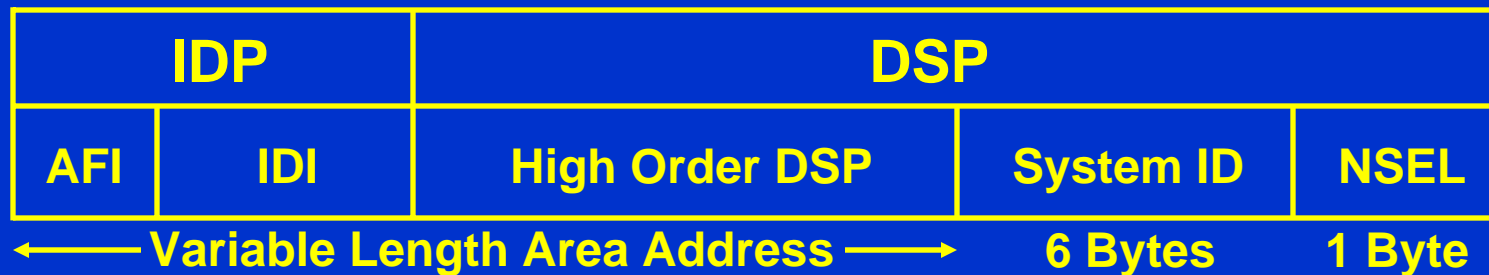 IDP DSP
AFI IDI High Order DSP System ID NSEL
Variable Length Area Address 6 Bytes 1 Byte